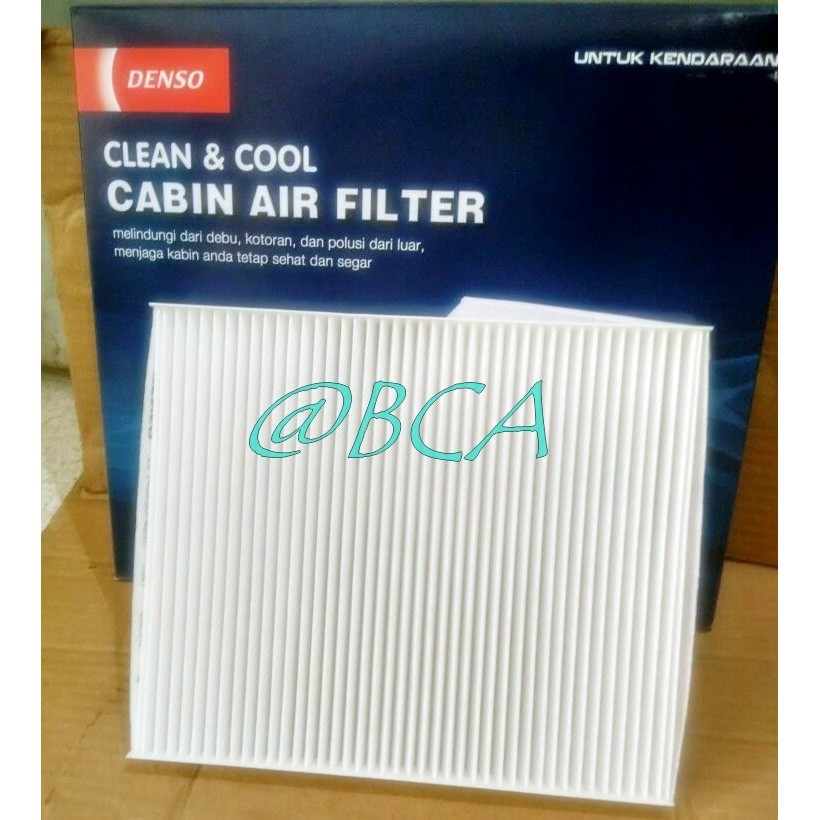 DENSO
UNTUK KENDARAAN
CLEAN & COOL
CABIN AIR FILTER
melindungi dari debu, kotoran, dan polusi dari luar,
menjaga kabin anda tetap sehat dan segar
@BCA